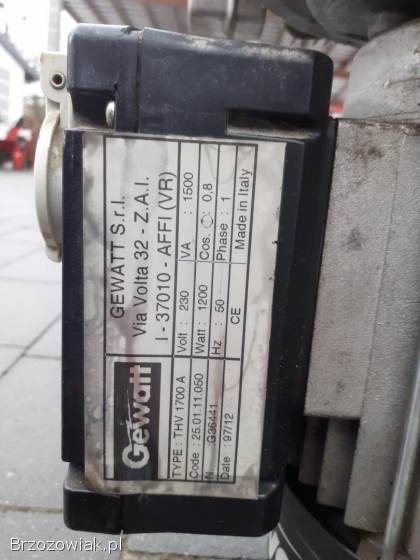 GEWATT S.r.l.
Via Volta 32 - Z.A.I.
I - 37010 - AFFI (VR)
Gewatt
TYPE : THV 1700 A
Code : 25.01.11.050
N G36441
Date : 97/12
Volt : 230 VA : 1500
Watt : 1200 Cos. : 0,8
Hz : 50 Phase : 1
CE Made in Italy
Brzozowiak.pl